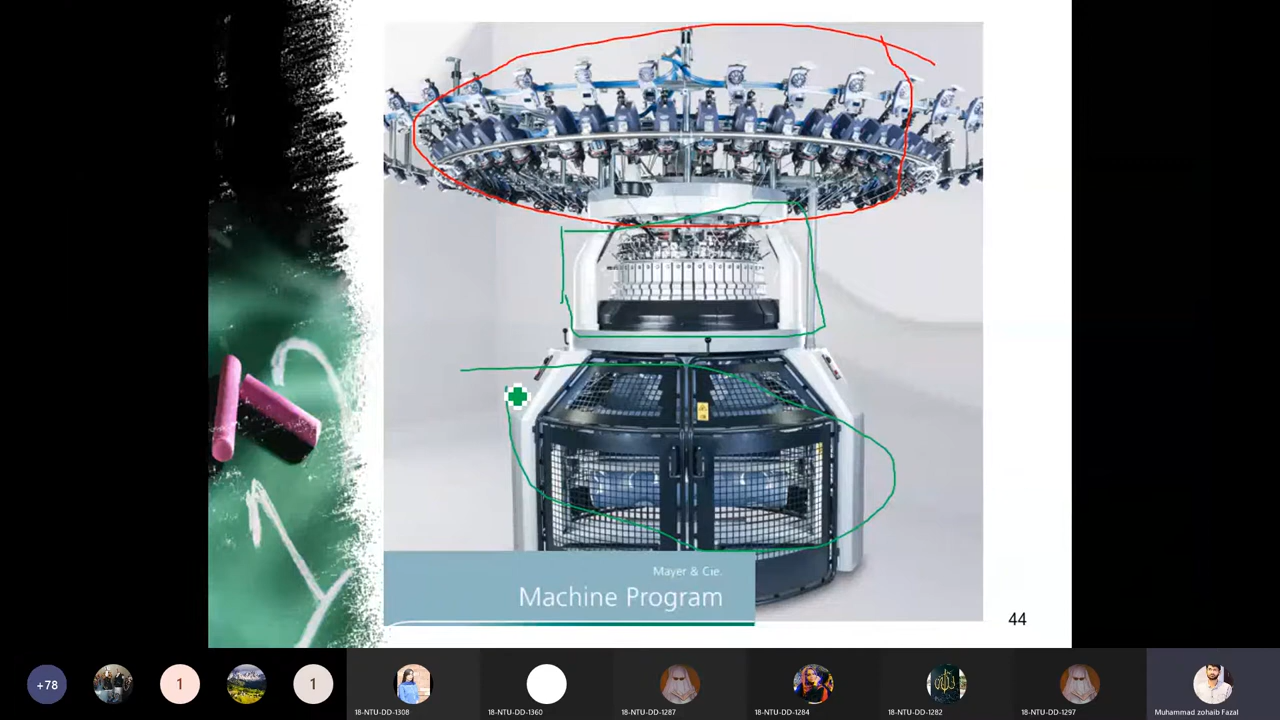 Mayer & Cie.
Machine Program
44
+78
1
1
18-NTU-DD-1308
18-NTU-DD-1360
18-NTU-DD-1287
18-NTU-DD-1284
18-NTU-DD-1282
18-NTU-DD-1297
Muhammad zohaib Fazal